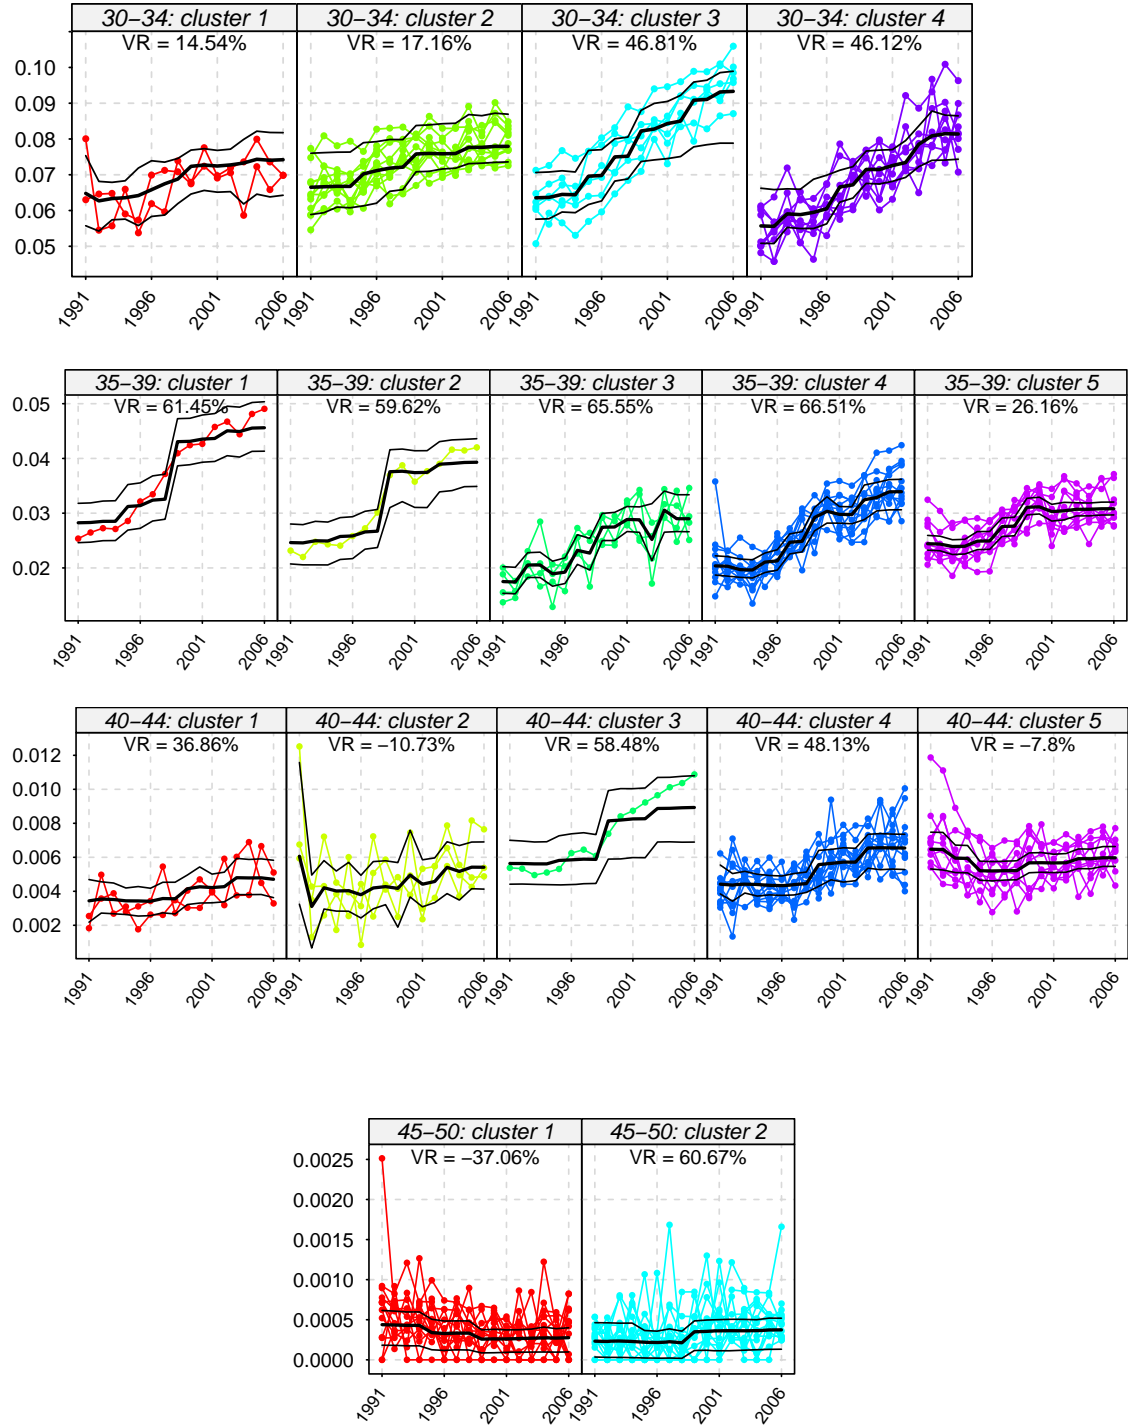 30−34: cluster 1 30−34: cluster 2 30−34: cluster 3 30−34: cluster 4
VR = 14.54% VR = 17.16% VR = 46.81% VR = 46.12%
0.10
0.09
0.08
0.07
0.06
0.05
1991 1996 2001 2006 1991 1996 2001 2006 1991 1996 2001 2006 1991 1996 2001 2006
35−39: cluster 1 35−39: cluster 2 35−39: cluster 3 35−39: cluster 4 35−39: cluster 5
VR = 61.45% VR = 59.62% VR = 65.55% VR = 66.51% VR = 26.16%
0.05
0.04
0.03
0.02
1991 1996 2001 2006 1991 1996 2001 2006 1991 1996 2001 2006 1991 1996 2001 2006 1991 1996 2001 2006
40−44: cluster 1 40−44: cluster 2 40−44: cluster 3 40−44: cluster 4 40−44: cluster 5
VR = 36.86% VR = −10.73% VR = 58.48% VR = 48.13% VR = −7.8%
0.012
0.010
0.008
0.006
0.004
0.002
1991 1996 2001 2006 1991 1996 2001 2006 1991 1996 2001 2006 1991 1996 2001 2006 1991 1996 2001 2006
45−50: cluster 1 45−50: cluster 2
VR = −37.06% VR = 60.67%
0.0025
0.0020
0.0015
0.0010
0.0005
0.0000
1991 1996 2001 2006 1991 1996 2001 2006